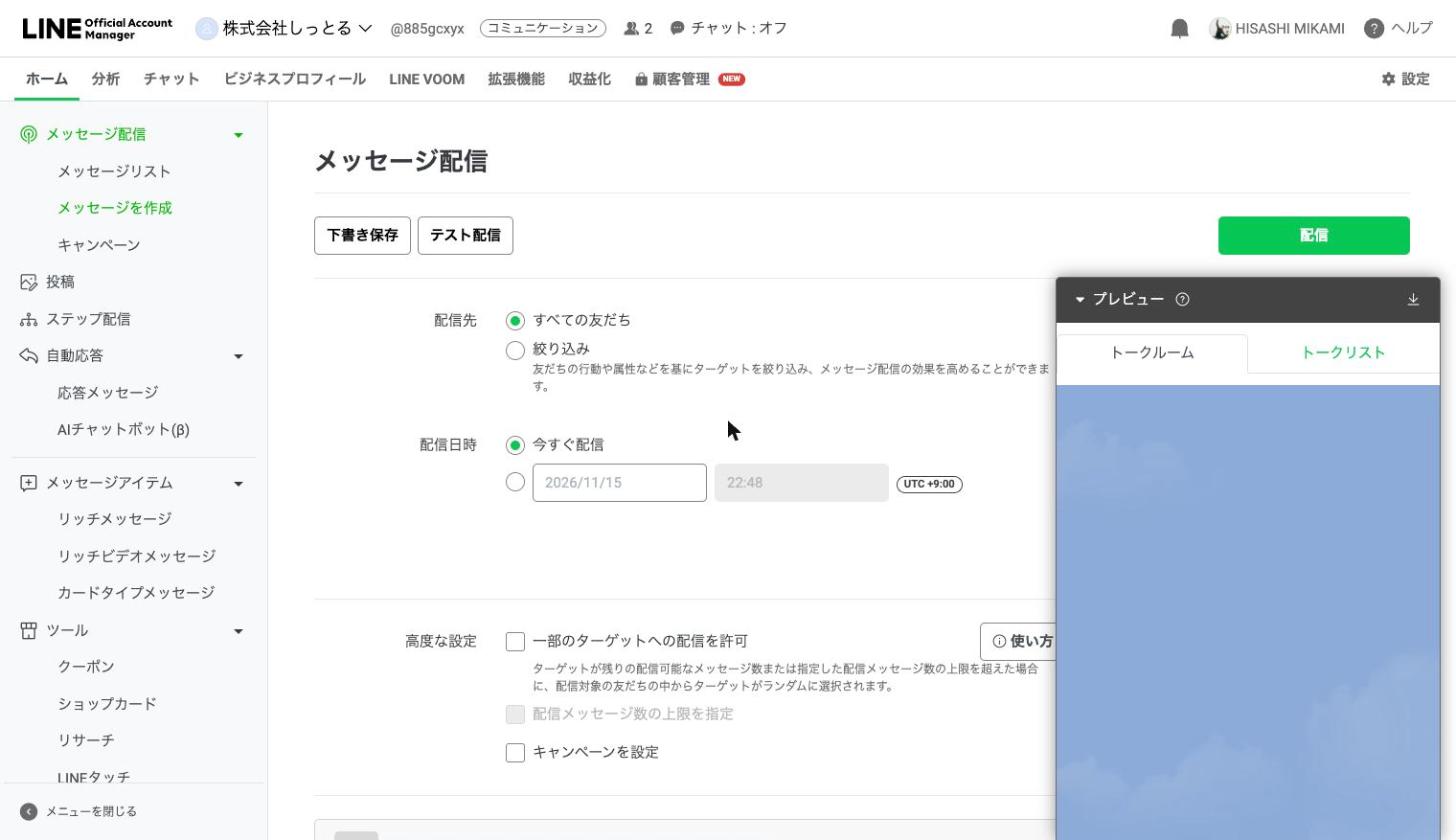 LINE Official Account Manager
株式会社しっとる
@885gcxyx
コミュニケーション
2
チャット : オフ
HISASHI MIKAMI
ヘルプ
ホーム
分析
チャット
ビジネスプロフィール
LINE VOOM
拡張機能
収益化
顧客管理
NEW
設定
メッセージ配信
メッセージリスト
メッセージを作成
キャンペーン
投稿
ステップ配信
自動応答
応答メッセージ
AIチャットボット(β)
メッセージアイテム
リッチメッセージ
リッチビデオメッセージ
カードタイプメッセージ
ツール
クーポン
ショップカード
リサーチ
LINEタッチ
メニューを閉じる
メッセージ配信
下書き保存
テスト配信
配信
配信先
すべての友だち
絞り込み
友だちの行動や属性などを基にターゲットを絞り込み、メッセージ配信の効果を高めることができま
す。
配信日時
今すぐ配信
2026/11/15
22:48
UTC +9:00
高度な設定
一部のターゲットへの配信を許可
使い方
ターゲットが残りの配信可能なメッセージ数または指定した配信メッセージ数の上限を超えた場合
に、配信対象の友だちの中からターゲットがランダムに選択されます。
配信メッセージ数の上限を指定
キャンペーンを設定
プレビュー
トークルーム
トークリスト